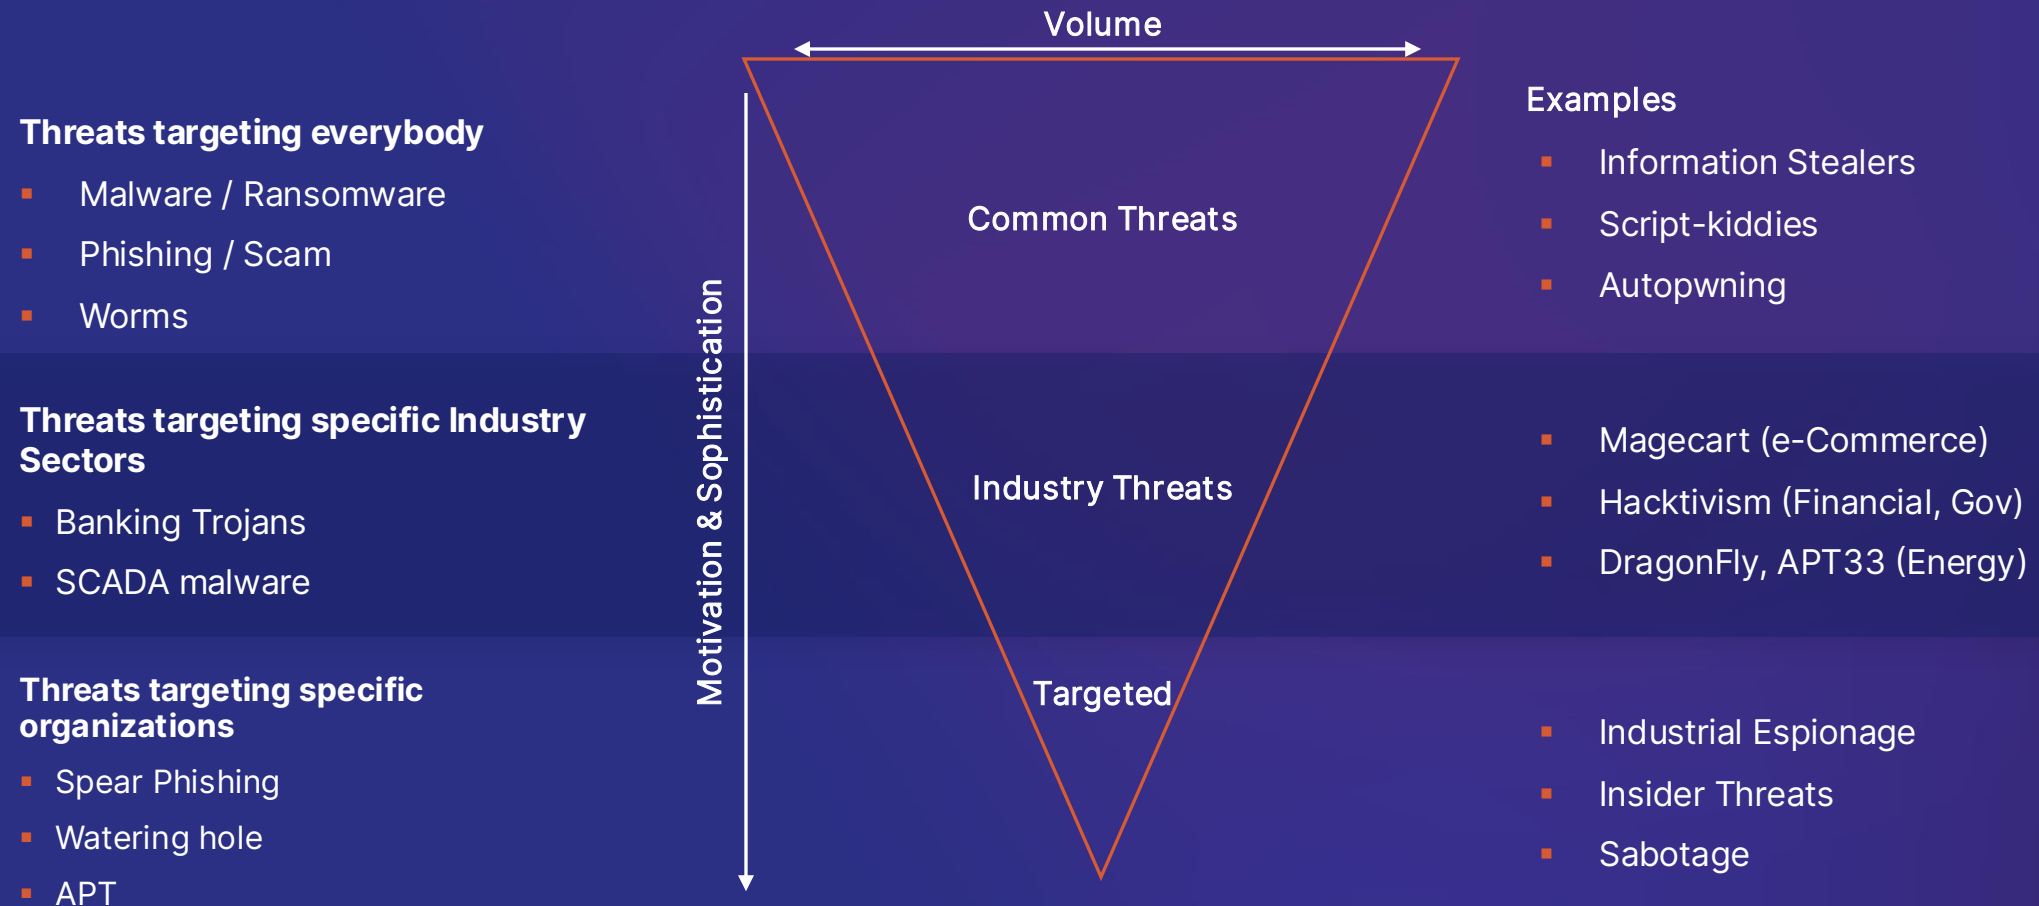 Volume
Threats targeting everybody
Malware / Ransomware
Phishing / Scam
Worms
Threats targeting specific Industry
Sectors
Banking Trojans
SCADA malware
Threats targeting specific
organizations
Spear Phishing
Watering hole
APT
Motivation & Sophistication
Common Threats
Industry Threats
Targeted
Examples
Information Stealers
Script-kiddies
Autopwning
Magecart (e-Commerce)
Hacktivism (Financial, Gov)
DragonFly, APT33 (Energy)
Industrial Espionage
Insider Threats
Sabotage